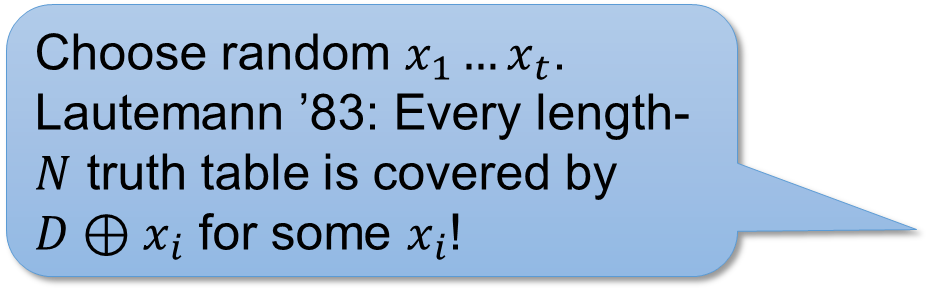 Choose random 𝑥₁ … 𝑥ₜ.
Lautemann ’83: Every length-
𝑁 truth table is covered by
𝐷 ⨁ 𝑥ᵢ for some 𝑥ᵢ!